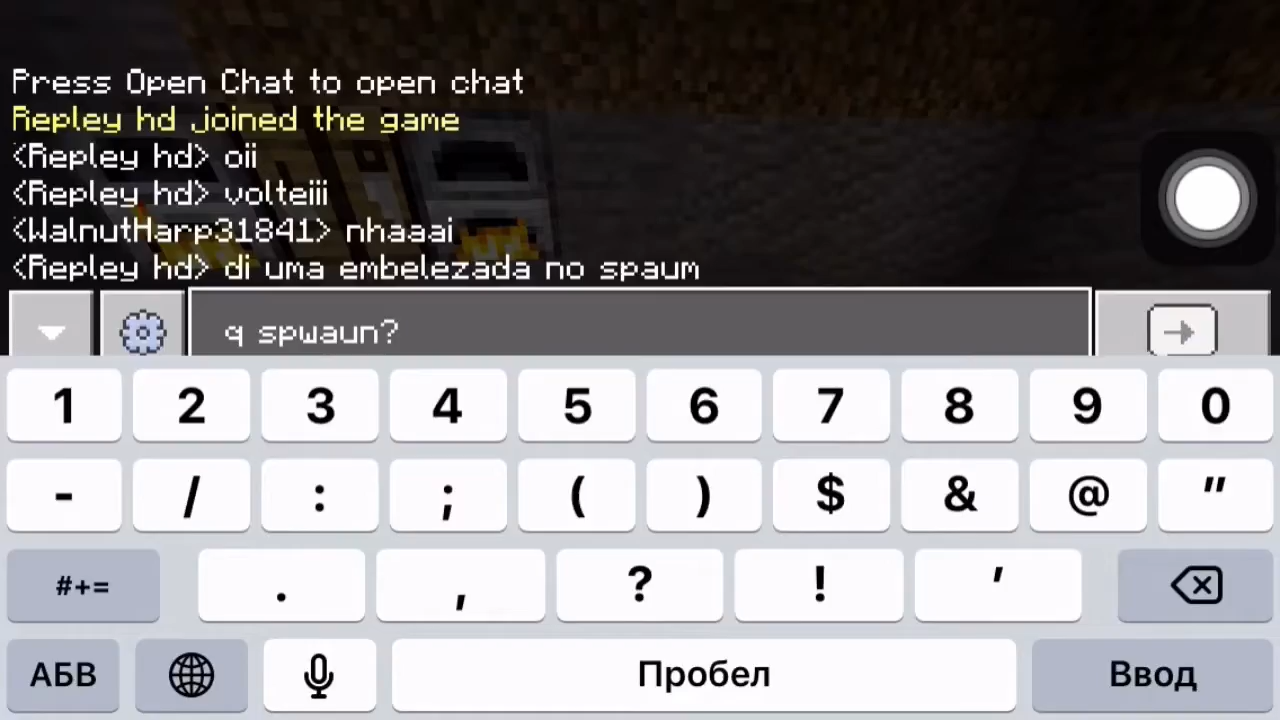 Press Open Chat to open chat
Repley hd joined the game
<Repley hd> oii
<Repley hd> volteiii
<WalnutHarp31841> nhaaai
<Repley hd> di uma embelezada no spaum
q spwaun?
1 2 3 4 5 6 7 8 9 0
- / : ; ( ) $ & @ "
#+= . , ? ! '
АБВ Пробел Ввод